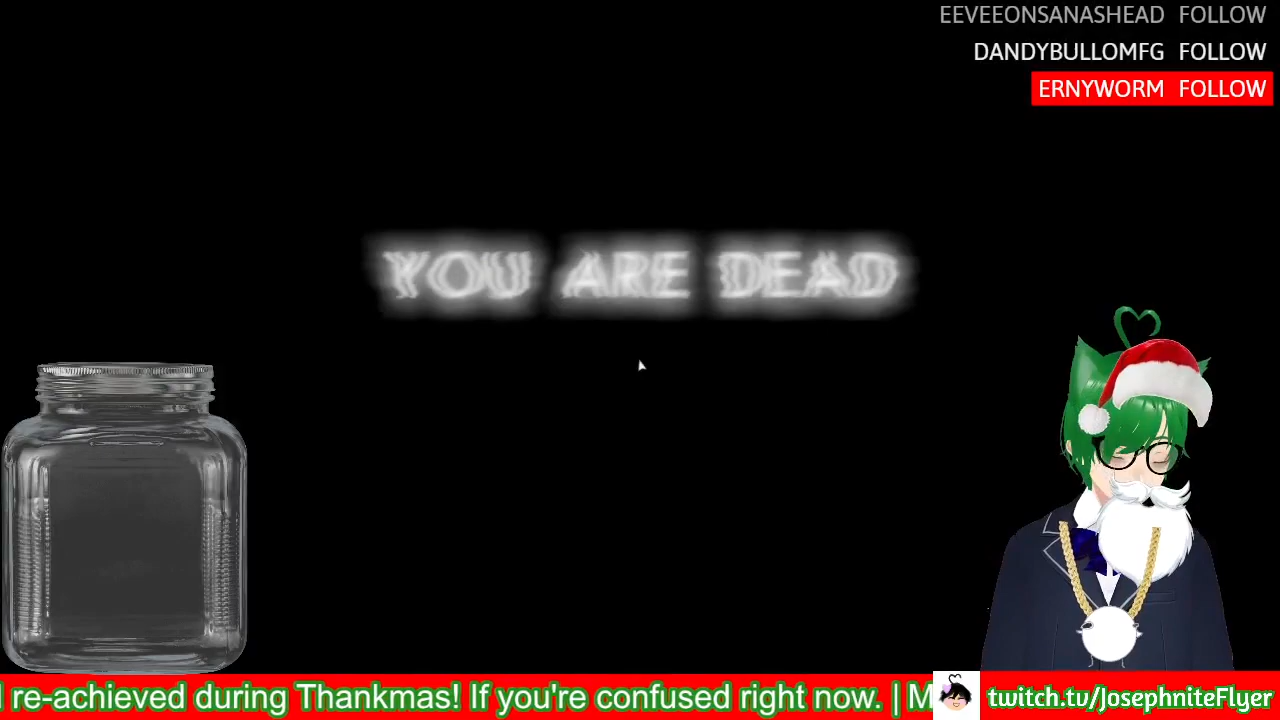 EEVEEONSANASHEAD FOLLOW
DANDYBULLOMFG FOLLOW
ERNYWORM FOLLOW
YOU ARE DEAD
re-achieved during Thankmas! If you're confused right now. | M
twitch.tv/JosephniteFlyer